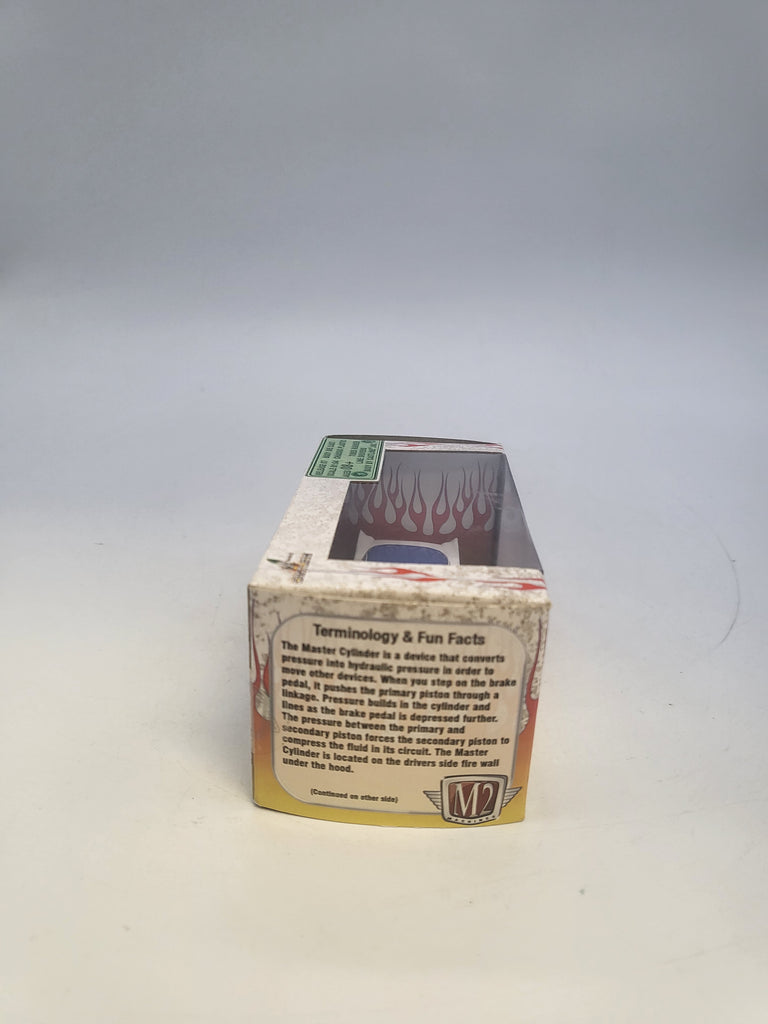 Terminology & Fun Facts
The Master Cylinder is a device that converts
pressure into hydraulic pressure in order to
move other devices. When you step on the brake
pedal, it pushes the primary piston through a
linkage. Pressure builds in the cylinder and
lines as the brake pedal is depressed further.
The pressure between the primary and
secondary piston forces the secondary piston to
compress the fluid in its circuit. The Master
Cylinder is located on the drivers side fire wall
under the hood.
(Continued on other side)
M2
MACHINES